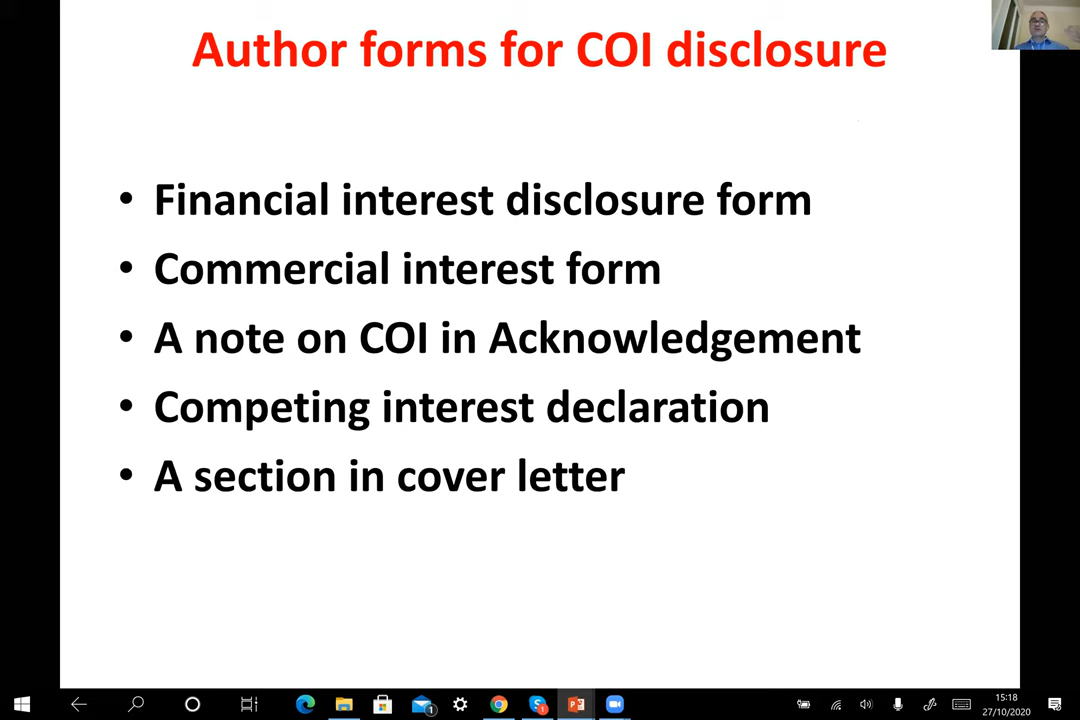 Author forms for COI disclosure
• Financial interest disclosure form
• Commercial interest form
• A note on COI in Acknowledgement
• Competing interest declaration
• A section in cover letter
15:18
27/10/2020